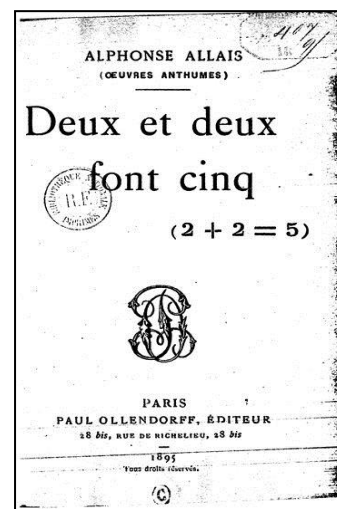 ALPHONSE ALLAIS
(ŒUVRES ANTHUMES)
Deux et deux
font cinq
R.F.
(2 + 2 = 5)
PARIS
PAUL OLLENDORFF, ÉDITEUR
28 bis, RUE DE RICHELIEU, 28 bis
1895
Tous droits réservés.
(C)